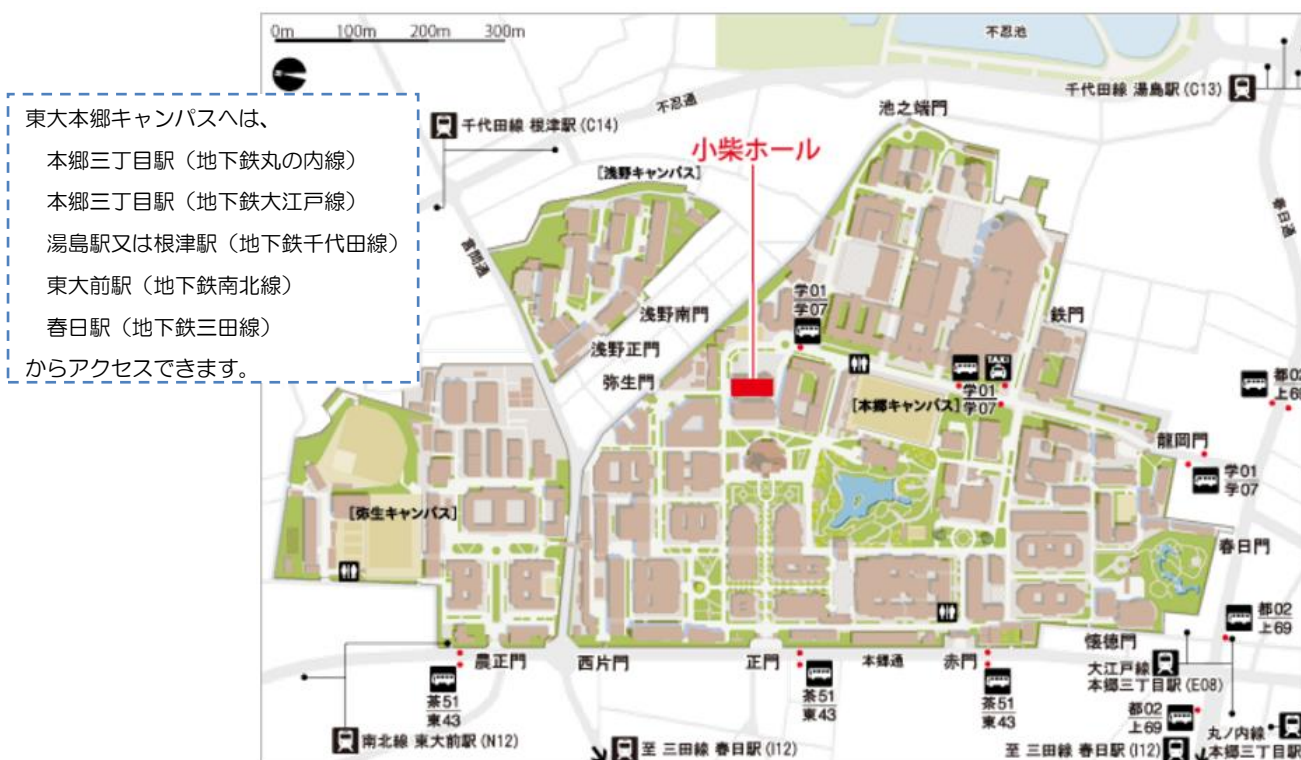 0m 100m 200m 300m
不忍池
千代田線 湯島駅(C13)
東大本郷キャンパスへは、
本郷三丁目駅（地下鉄丸の内線）
本郷三丁目駅（地下鉄大江戸線）
湯島駅又は根津駅（地下鉄千代田線）
東大前駅（地下鉄南北線）
春日駅（地下鉄三田線）
からアクセスできます。
千代田線 根津駅(C14)
不忍通
池之端門
小柴ホール
[浅野キャンパス]
言問通
春日通
学01
学07
浅野南門
浅野正門
弥生門
鉄門
TAXI
学01
学07
[本郷キャンパス]
都02
上69
龍岡門
学01
学07
[弥生キャンパス]
春日門
都02
上69
農正門
西片門
正門
本郷通
赤門
懐徳門
大江戸線
本郷三丁目駅(E08)
茶51
東43
茶51
東43
茶51
東43
都02
上69
南北線 東大前駅(N12)
至 三田線 春日駅(I12)
至 三田線 春日駅(I12)
丸ノ内線
本郷三丁目駅